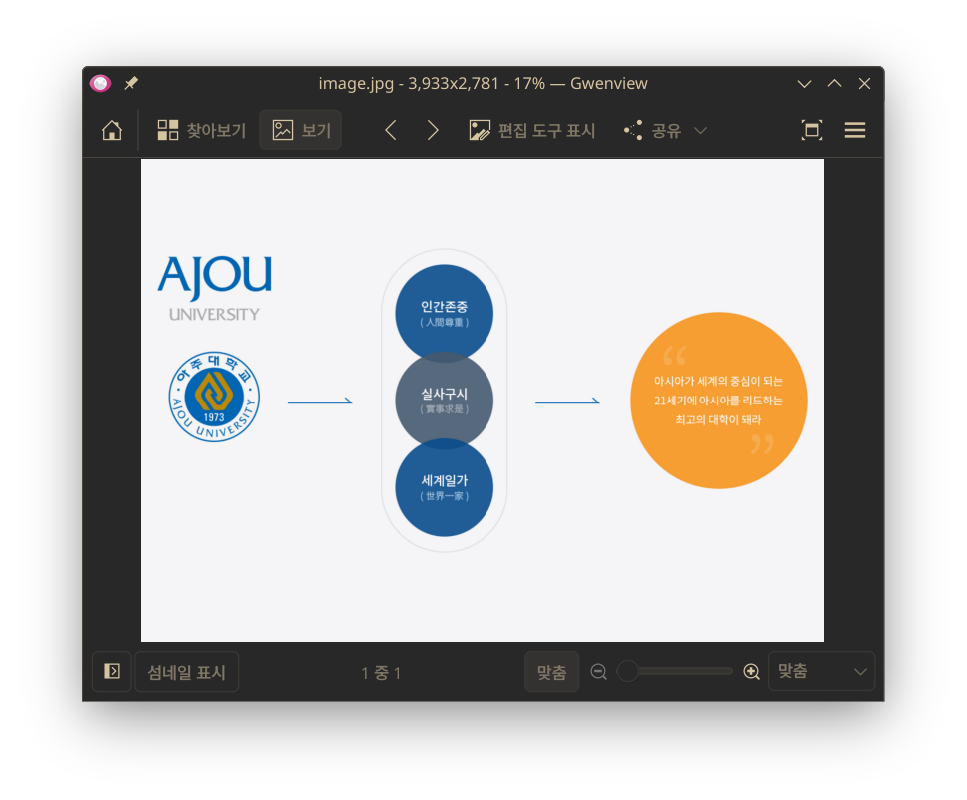 image.jpg - 3,933x2,781 - 17% — Gwenview
찾아보기
보기
편집 도구 표시
공유
AJOU
UNIVERSITY
아주대학교
1973
AJOU UNIVERSITY
인간존중
( 人間尊重 )
실사구시
( 實事求是 )
세계일가
( 世界一家 )
“
아시아가 세계의 중심이 되는
21세기에 아시아를 리드하는
최고의 대학이 돼라
”
섬네일 표시
1 중 1
맞춤
맞춤